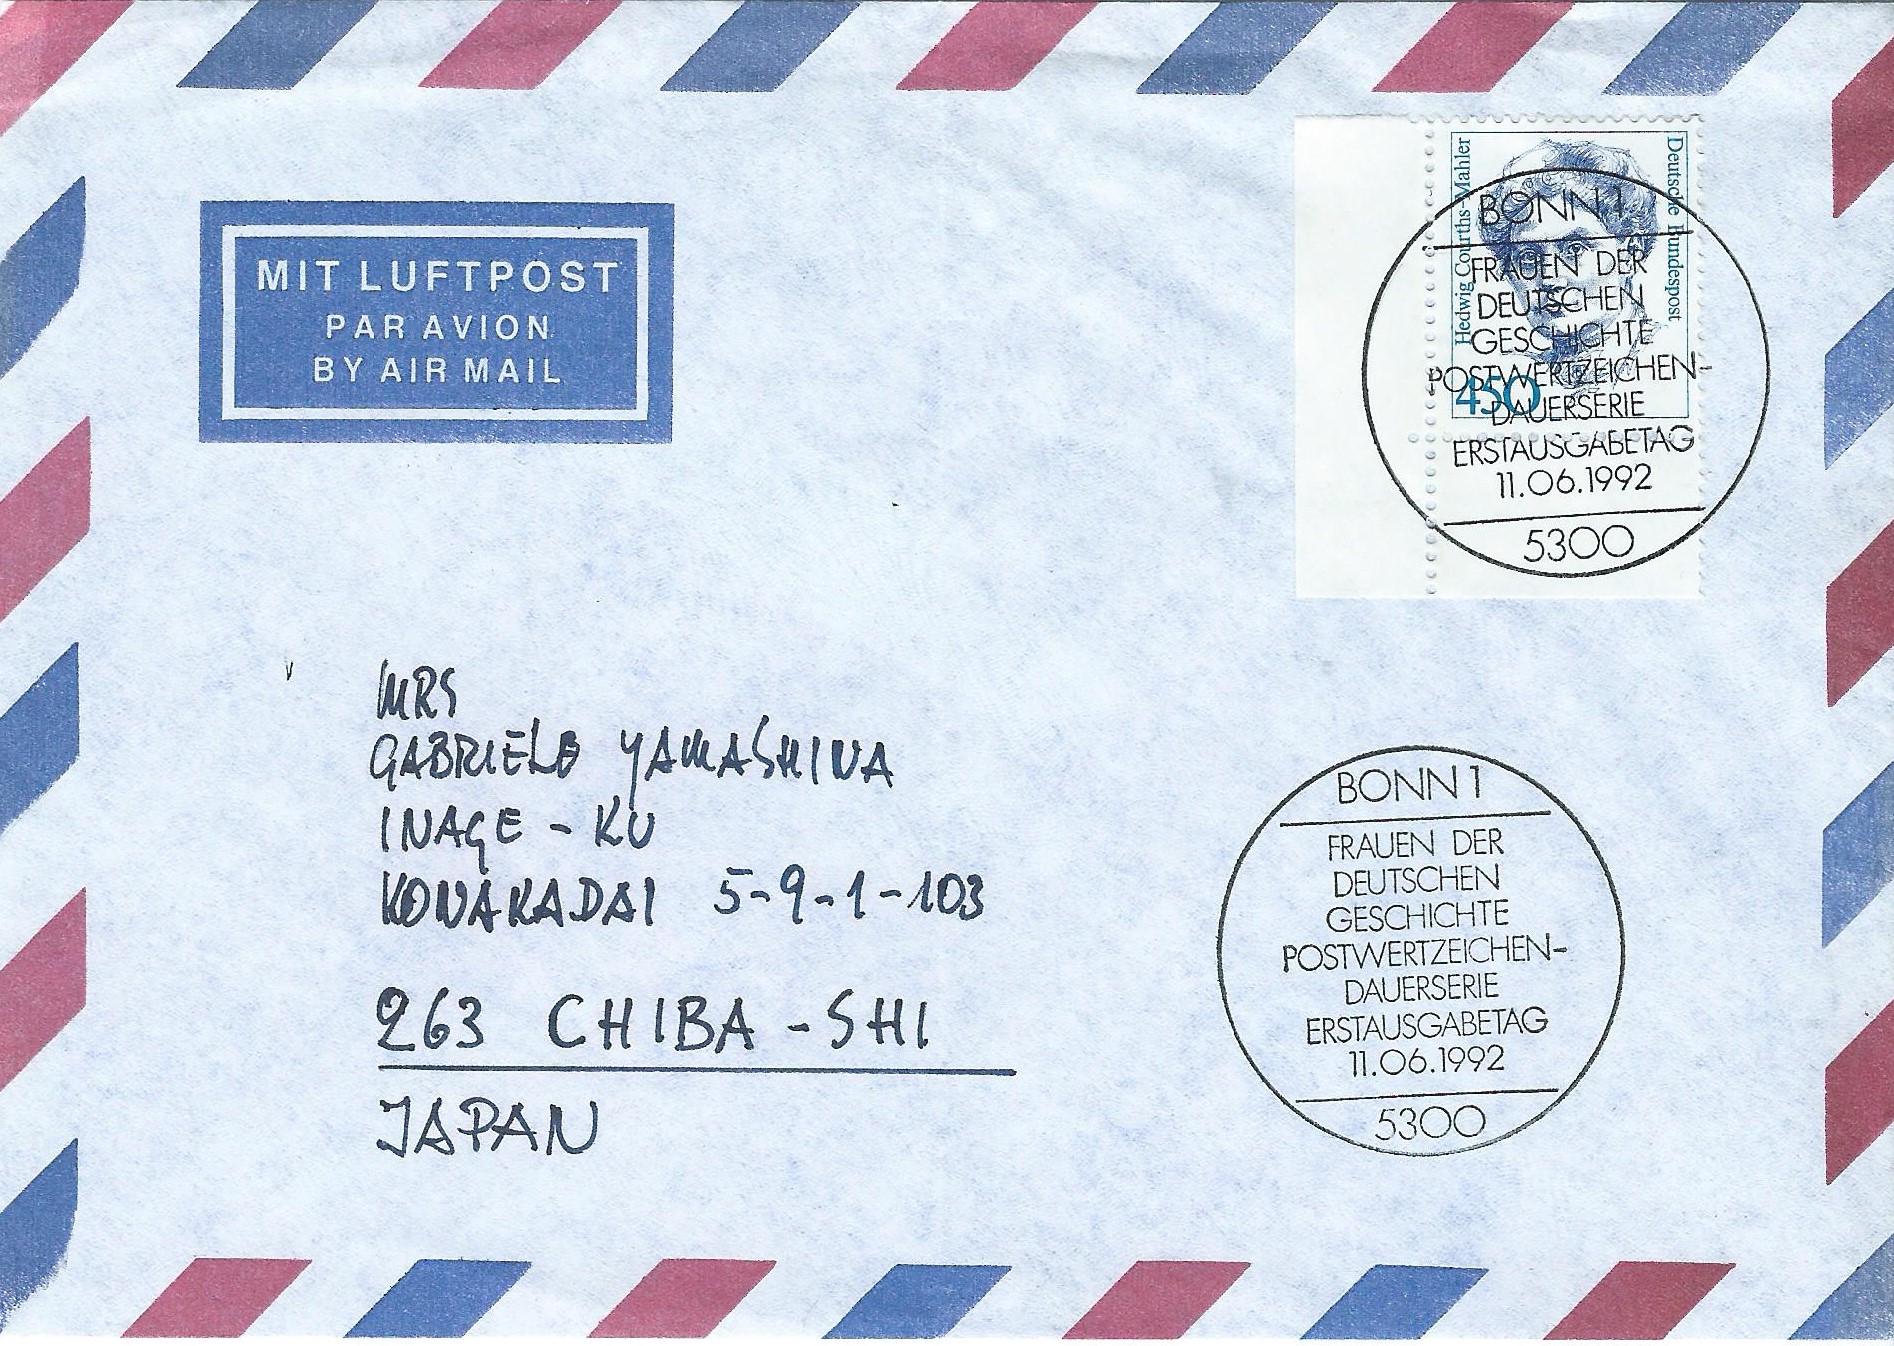 MIT LUFTPOST
PAR AVION
BY AIR MAIL
Hedwig Courths-Mahler
Deutsche Bundespost
450
BONN 1
FRAUEN DER
DEUTSCHEN
GESCHICHTE
POSTWERTZEICHEN-
DAUERSERIE
ERSTAUSGABETAG
11.06.1992
5300
MRS
GABRIELE YAMASHINA
INAGE - KU
KONAKADAI 5-9-1-103
263 CHIBA - SHI
JAPAN
BONN 1
FRAUEN DER
DEUTSCHEN
GESCHICHTE
POSTWERTZEICHEN-
DAUERSERIE
ERSTAUSGABETAG
11.06.1992
5300